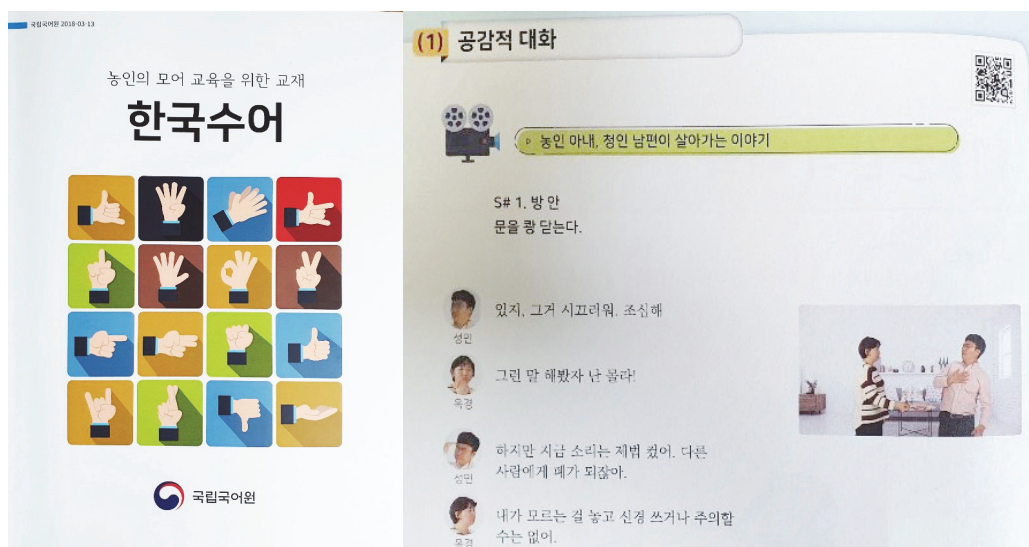 국립국어원 2018-03-13
농인의 모어 교육을 위한 교재
한국수어
국립국어원
(1) 공감적 대화
▷ 농인 아내, 청인 남편이 살아가는 이야기
S# 1. 방 안
문을 쾅 닫는다.
있지, 그거 시끄러워. 조심해
성민
그런 말 해봤자 난 몰라!
옥경
하지만 지금 소리는 제법 컸어. 다른
사람에게 폐가 되잖아.
성민
내가 모르는 걸 놓고 신경 쓰거나 주의할
수는 없어.
옥경